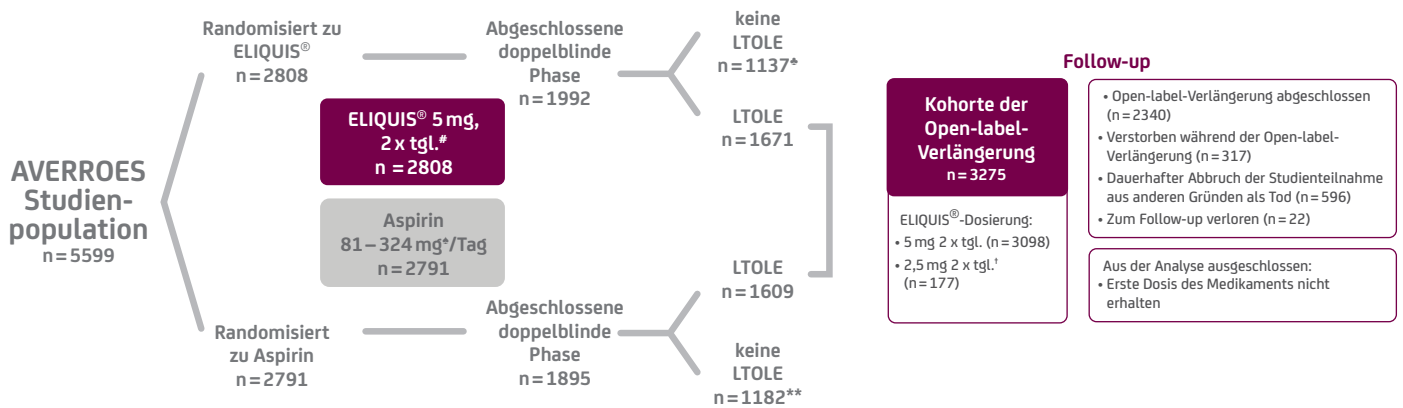 AVERROES
Studien-
population
n=5599
Randomisiert zu
ELIQUIS®
n=2808
Abgeschlossene
doppelblinde
Phase
n=1992
keine
LTOLE
n=1137♣
LTOLE
n=1671
ELIQUIS® 5 mg,
2 x tgl.#
n = 2808
Aspirin
81–324 mg♠/Tag
n=2791
Randomisiert
zu Aspirin
n=2791
Abgeschlossene
doppelblinde
Phase
n=1895
LTOLE
n=1609
keine
LTOLE
n=1182**
Follow-up
Kohorte der
Open-label-
Verlängerung
n=3275
ELIQUIS®-Dosierung:
• 5 mg 2 x tgl. (n=3098)
• 2,5 mg 2 x tgl.†
(n=177)
• Open-label-Verlängerung abgeschlossen
(n=2340)
• Verstorben während der Open-label-
Verlängerung (n=317)
• Dauerhafter Abbruch der Studienteilnahme
aus anderen Gründen als Tod (n=596)
• Zum Follow-up verloren (n=22)
Aus der Analyse ausgeschlossen:
• Erste Dosis des Medikaments nicht
erhalten